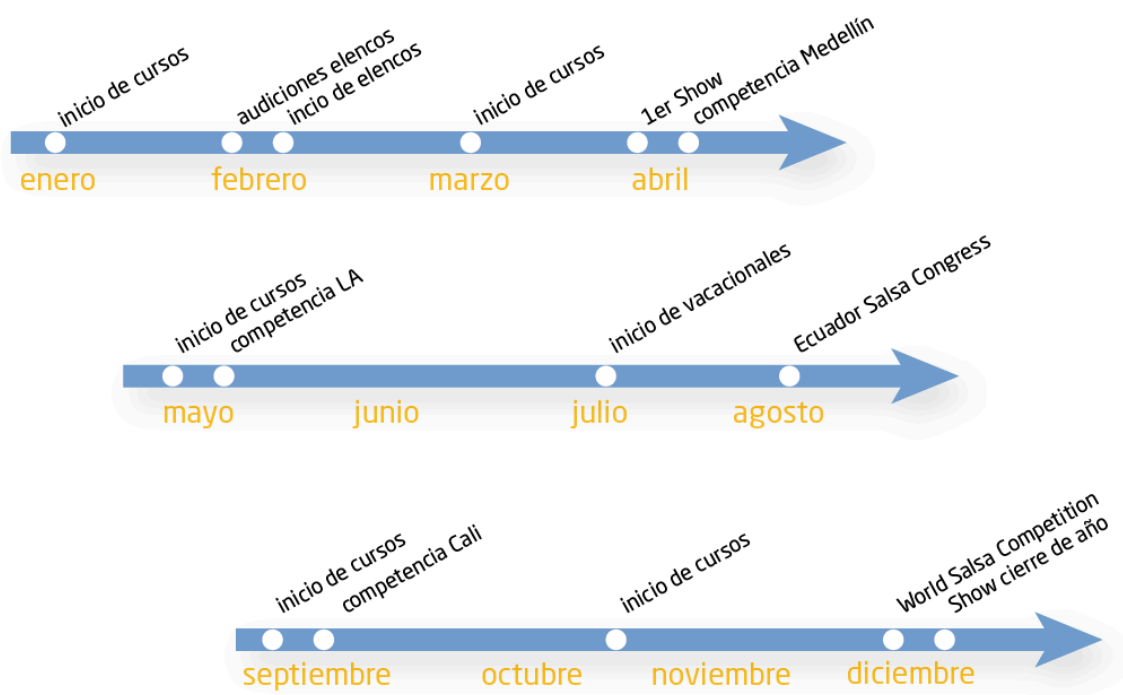 inicio de cursos
audiciones elencos
incio de elencos
inicio de cursos
1er Show
competencia Medellín
enero
febrero
marzo
abril
inicio de cursos
competencia LA
inicio de vacacionales
Ecuador Salsa Congress
mayo
junio
julio
agosto
inicio de cursos
competencia Cali
inicio de cursos
World Salsa Competition
Show cierre de año
septiembre
octubre
noviembre
diciembre